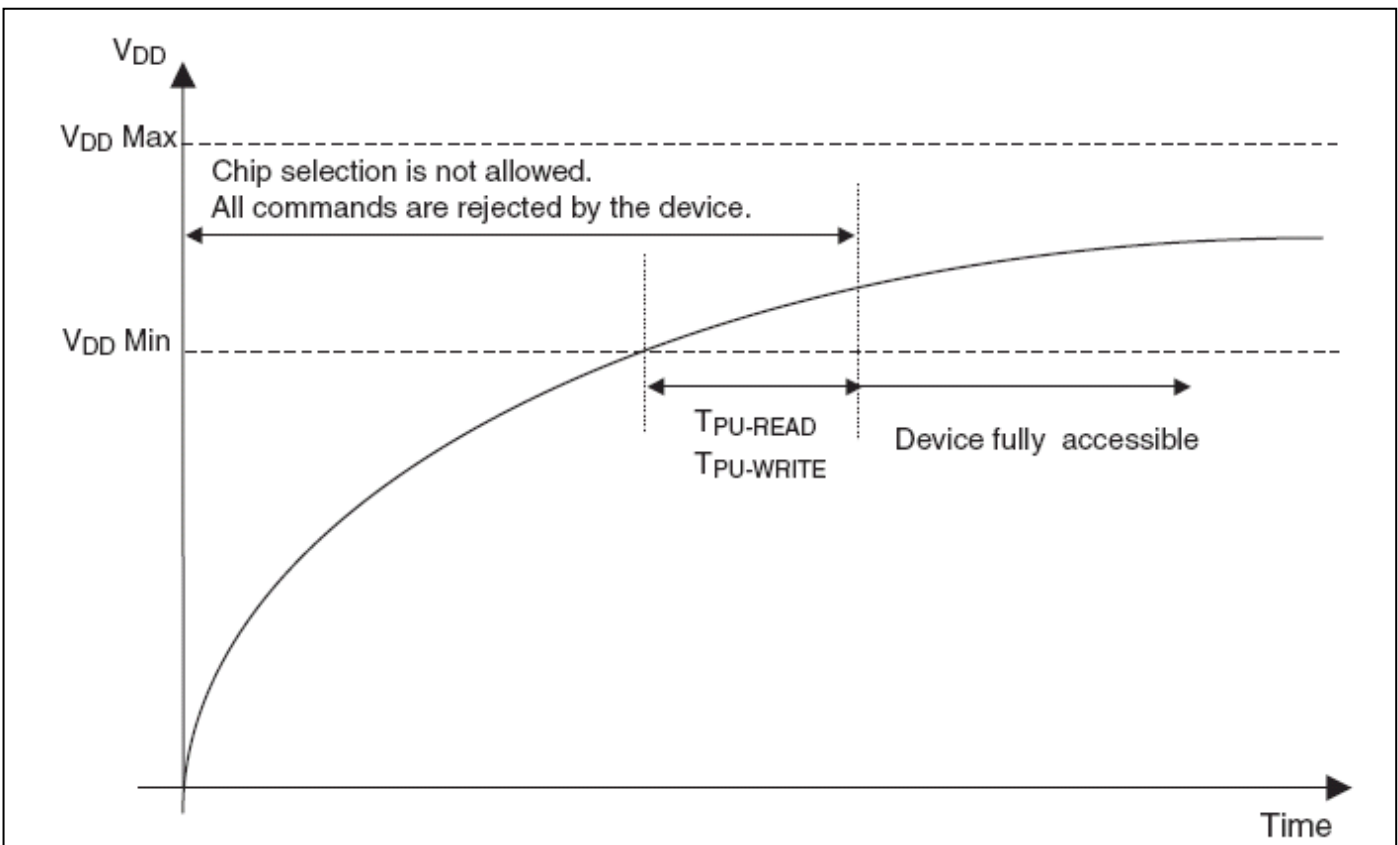 VDD
VDD Max
Chip selection is not allowed.
All commands are rejected by the device.
VDD Min
TPU-READ
TPU-WRITE
Device fully accessible
Time